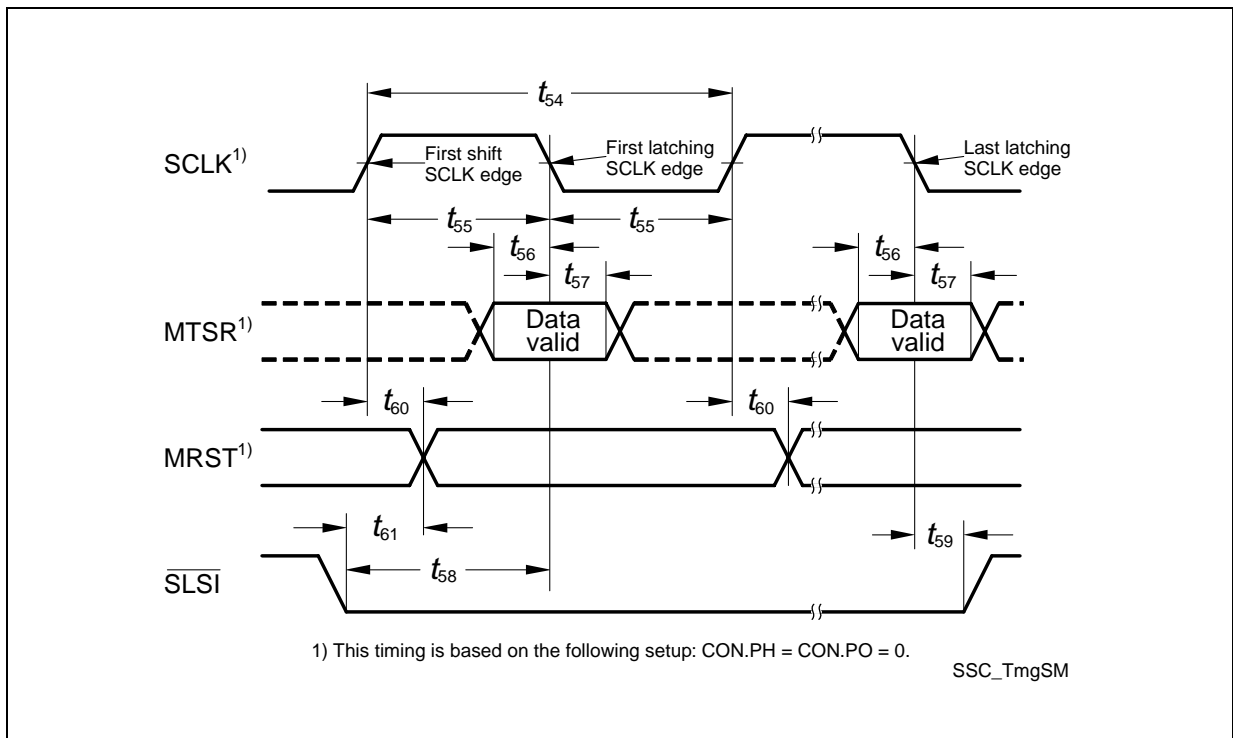 t54
SCLK1)
First shift
SCLK edge
First latching
SCLK edge
Last latching
SCLK edge
t55
t55
t56
t57
t56
t57
MTSR1)
Data
valid
Data
valid
t60
t60
MRST1)
t61
t59
t58
SLSI
1) This timing is based on the following setup: CON.PH = CON.PO = 0.
SSC_TmgSM